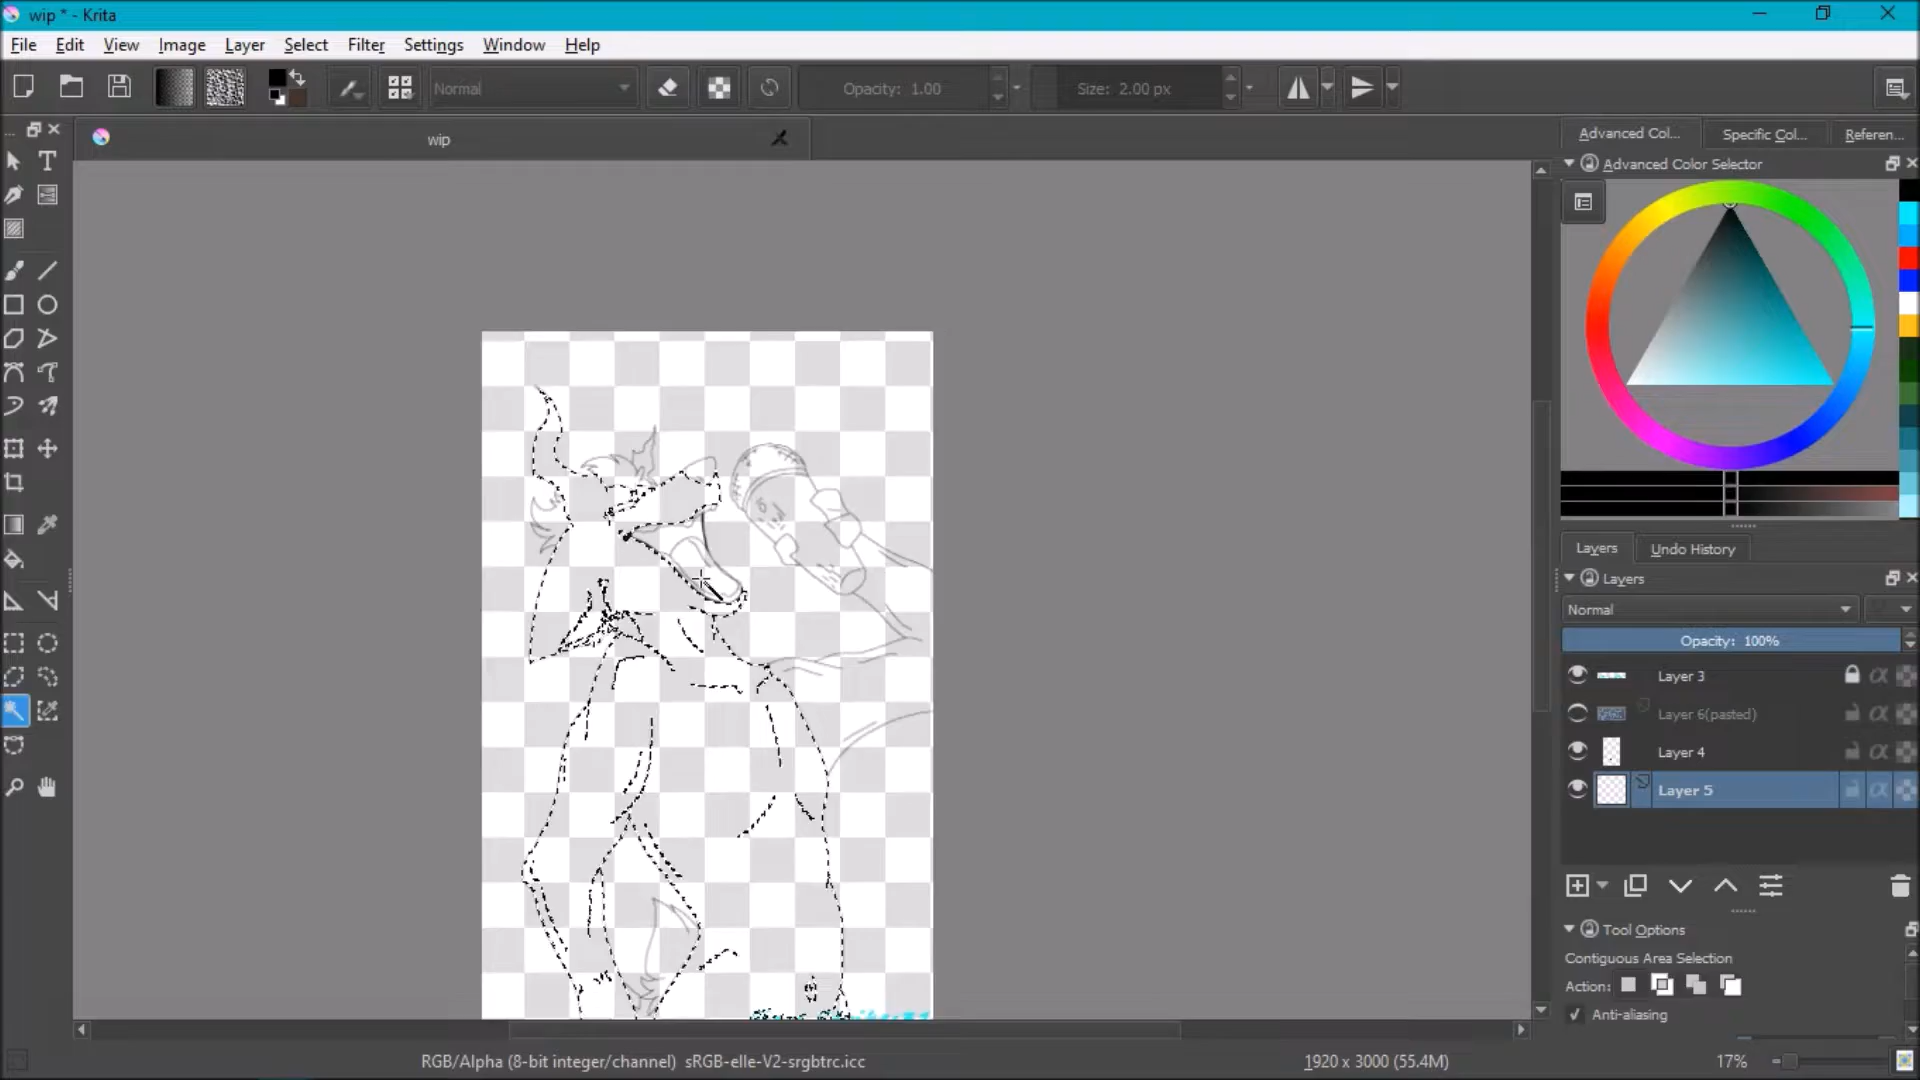 wip * - Krita
File Edit View Image Layer Select Filter Settings Window Help
Normal
Opacity: 1.00
Size: 2.00 px
wip
Advanced Col... Specific Col... Referen...
Advanced Color Selector
Layers Undo History
Layers
Normal
Opacity: 100%
Layer 3
Layer 6(pasted)
Layer 4
Layer 5
Tool Options
Contiguous Area Selection
Action:
Anti-aliasing
RGB/Alpha (8-bit integer/channel) sRGB-elle-V2-srgbtrc.icc
1920 x 3000 (55.4M)
17%